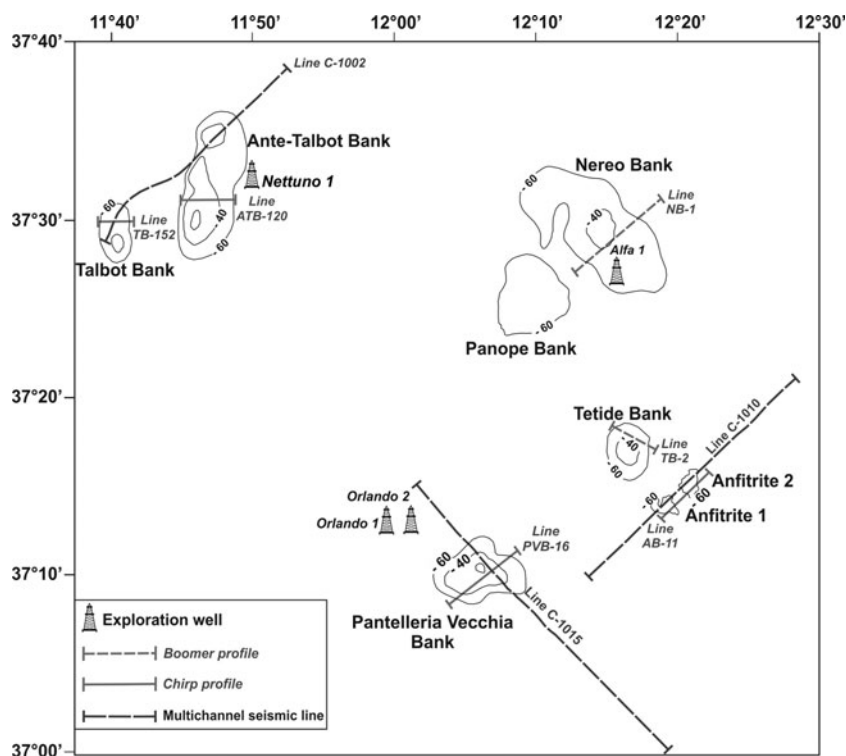 11°40'
11°50'
12°00'
12°10'
12°20'
12°30'
37°40'
37°30'
37°20'
37°10'
37°00'
Line C-1002
Ante-Talbot Bank
Nettuno 1
Line
ATB-120
- 40
- 60
- 60
Line
TB-152
Talbot Bank
Nereo Bank
- 60
- 40
Line
NB-1
Alfa 1
- 60
Panope Bank
Tetide Bank
- 40
- 60
Line
TB-2
Line C-1010
Anfitrite 2
- 60
- 60
Anfitrite 1
Line
AB-11
Orlando 2
Orlando 1
Line
PVB-16
- 60
- 40
Pantelleria Vecchia
Bank
Line C-1015
Exploration well
Boomer profile
Chirp profile
Multichannel seismic line